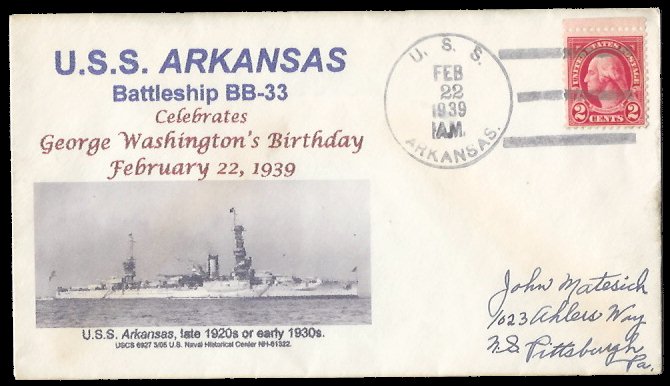 U.S.S. ARKANSAS
Battleship BB-33
Celebrates
George Washington's Birthday
February 22, 1939
U.S.S. Arkansas, late 1920s or early 1930s.
USCS 6927 5/05 U.S. Naval Historical Center NH-61322.
U. S. S.
FEB
22
1939
AM.
ARKANSAS.
UNITED STATES POSTAGE
2 CENTS 2
John Matesich
1023 Ahlers Way
N.S. Pittsburgh
Pa.